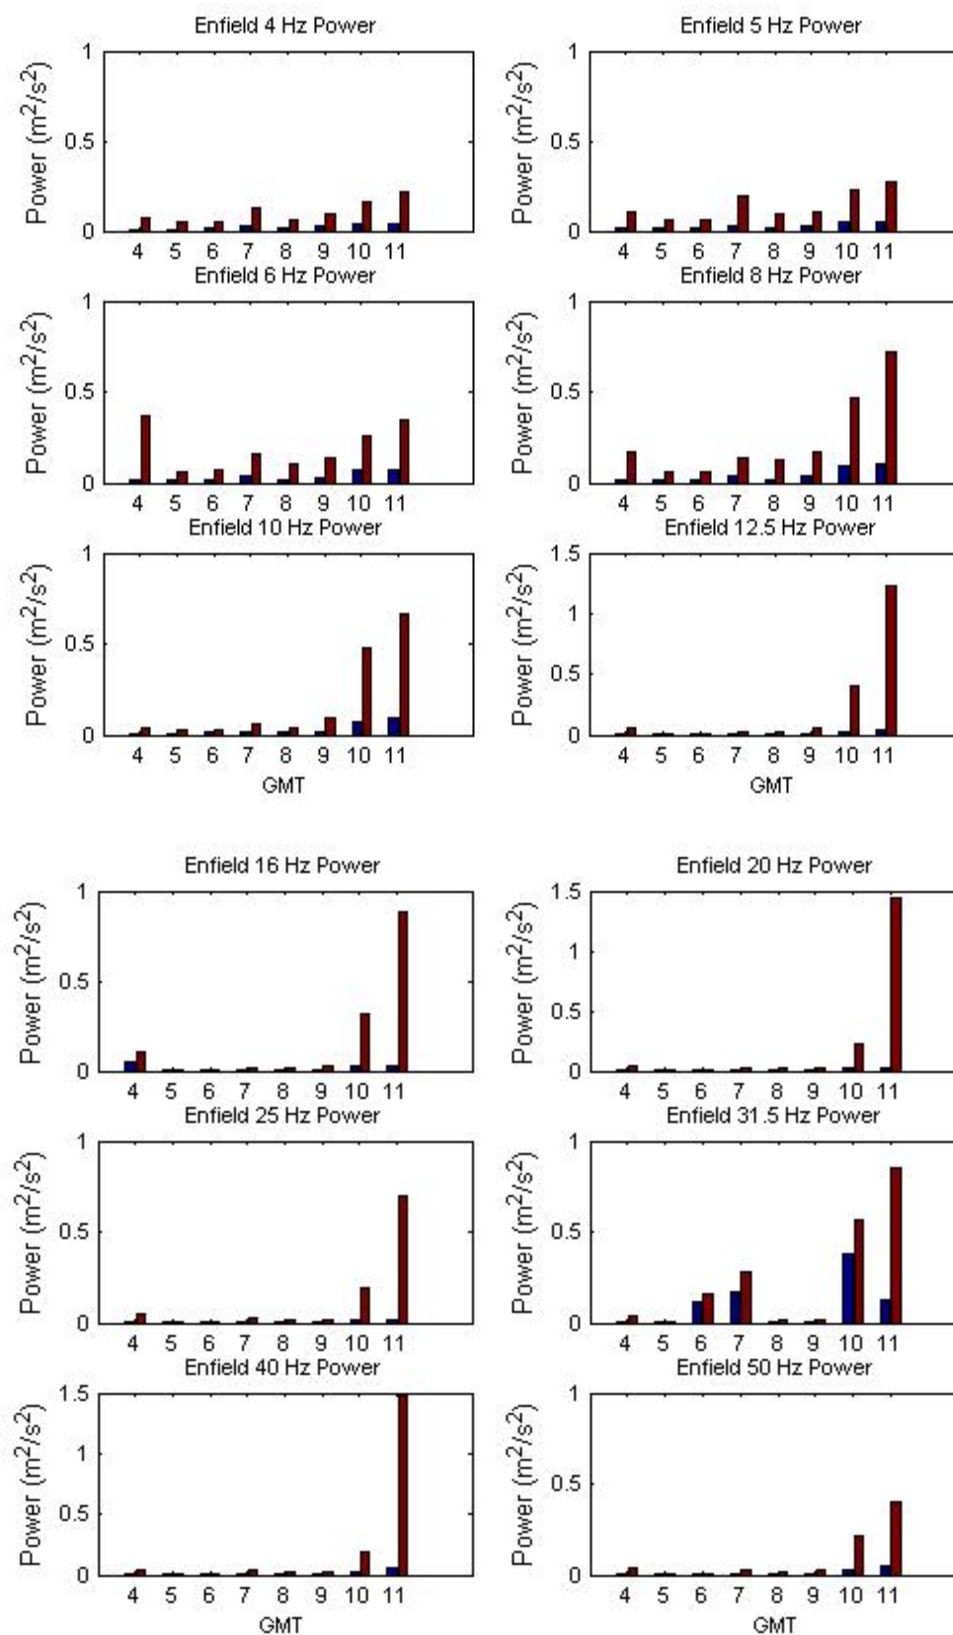 Enfield 4 Hz Power
Power (m²/s²)
1
0.5
0
4 5 6 7 8 9 10 11
Enfield 5 Hz Power
Power (m²/s²)
1
0.5
0
4 5 6 7 8 9 10 11
Enfield 6 Hz Power
Power (m²/s²)
1
0.5
0
4 5 6 7 8 9 10 11
Enfield 8 Hz Power
Power (m²/s²)
1
0.5
0
4 5 6 7 8 9 10 11
Enfield 10 Hz Power
Power (m²/s²)
1
0.5
0
4 5 6 7 8 9 10 11
GMT
Enfield 12.5 Hz Power
Power (m²/s²)
1.5
1
0.5
0
4 5 6 7 8 9 10 11
GMT
Enfield 16 Hz Power
Power (m²/s²)
1
0.5
0
4 5 6 7 8 9 10 11
Enfield 20 Hz Power
Power (m²/s²)
1.5
1
0.5
0
4 5 6 7 8 9 10 11
Enfield 25 Hz Power
Power (m²/s²)
1
0.5
0
4 5 6 7 8 9 10 11
Enfield 31.5 Hz Power
Power (m²/s²)
1
0.5
0
4 5 6 7 8 9 10 11
Enfield 40 Hz Power
Power (m²/s²)
1.5
1
0.5
0
4 5 6 7 8 9 10 11
GMT
Enfield 50 Hz Power
Power (m²/s²)
1
0.5
0
4 5 6 7 8 9 10 11
GMT